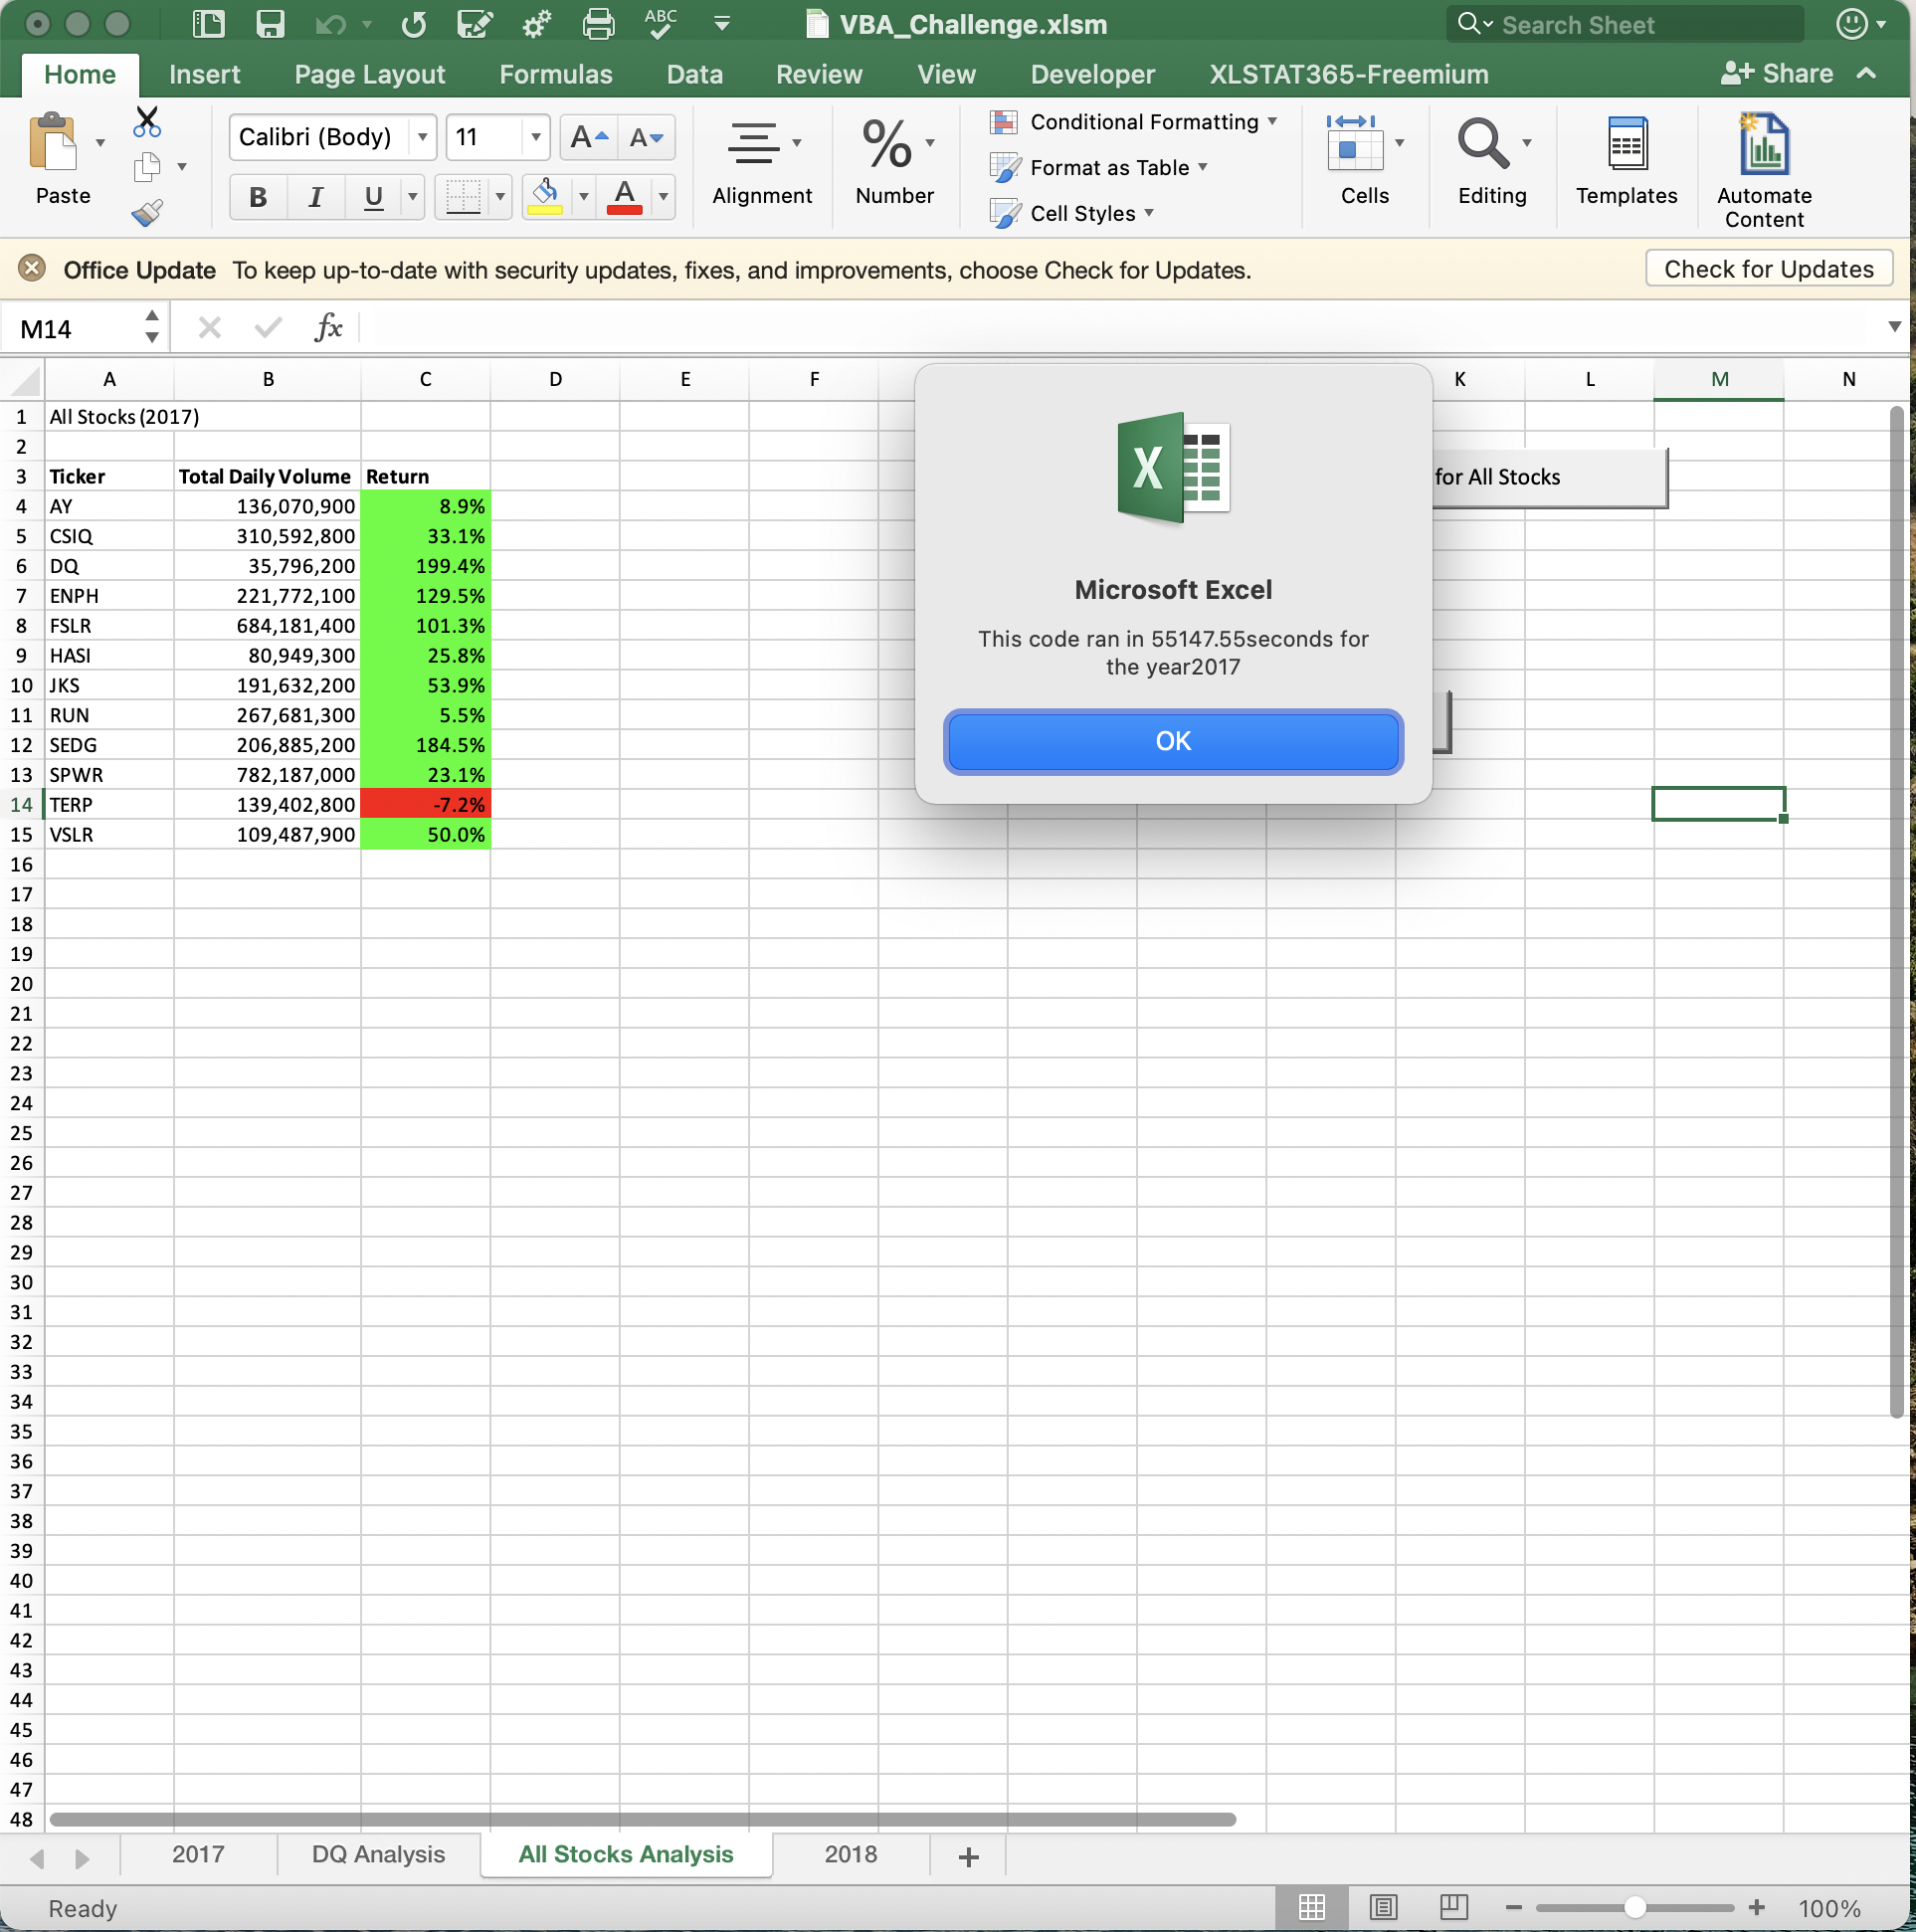 VBA_Challenge.xlsm
ABC
Search Sheet
Home Insert Page Layout Formulas Data Review View Developer XLSTAT365-Freemium Share
Paste
Calibri (Body) 11 A A
B I U A
Alignment
%
Number
Conditional Formatting
Format as Table
Cell Styles
Cells
Editing
Templates
Automate
Content
Office Update To keep up-to-date with security updates, fixes, and improvements, choose Check for Updates. Check for Updates
M14 fx
A B C D E F K L M N
1 All Stocks (2017)
2
3 Ticker Total Daily Volume Return
4 AY 136,070,900 8.9%
5 CSIQ 310,592,800 33.1%
6 DQ 35,796,200 199.4%
7 ENPH 221,772,100 129.5%
8 FSLR 684,181,400 101.3%
9 HASI 80,949,300 25.8%
10 JKS 191,632,200 53.9%
11 RUN 267,681,300 5.5%
12 SEDG 206,885,200 184.5%
13 SPWR 782,187,000 23.1%
14 TERP 139,402,800 -7.2%
15 VSLR 109,487,900 50.0%
16
17
18
19
20
21
22
23
24
25
26
27
28
29
30
31
32
33
34
35
36
37
38
39
40
41
42
43
44
45
46
47
48
for All Stocks
X
Microsoft Excel
This code ran in 55147.55seconds for
the year2017
OK
2017 DQ Analysis All Stocks Analysis 2018 +
Ready 100%